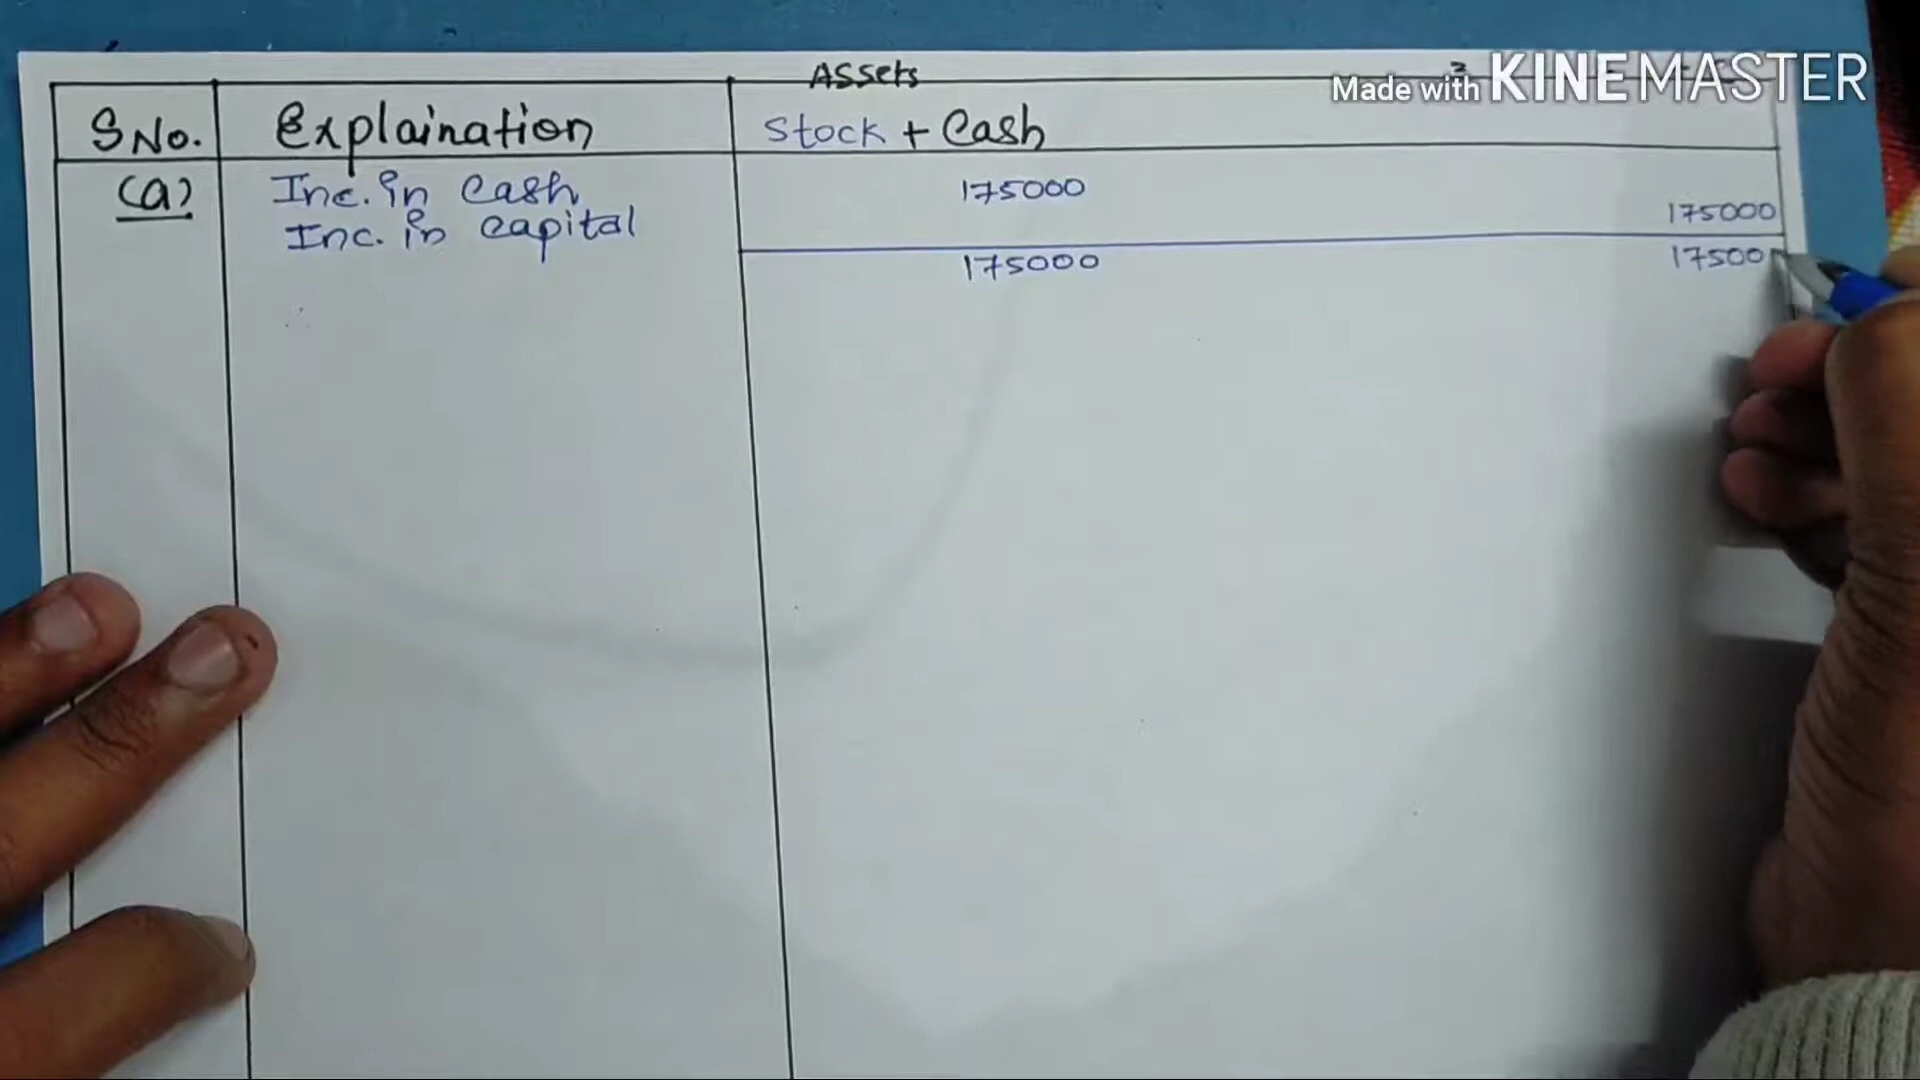 Assets
Made with KINEMASTER
S No. Explaination Stock + Cash
(a) Inc. in cash 175000
Inc. in capital 175000
175000 17500